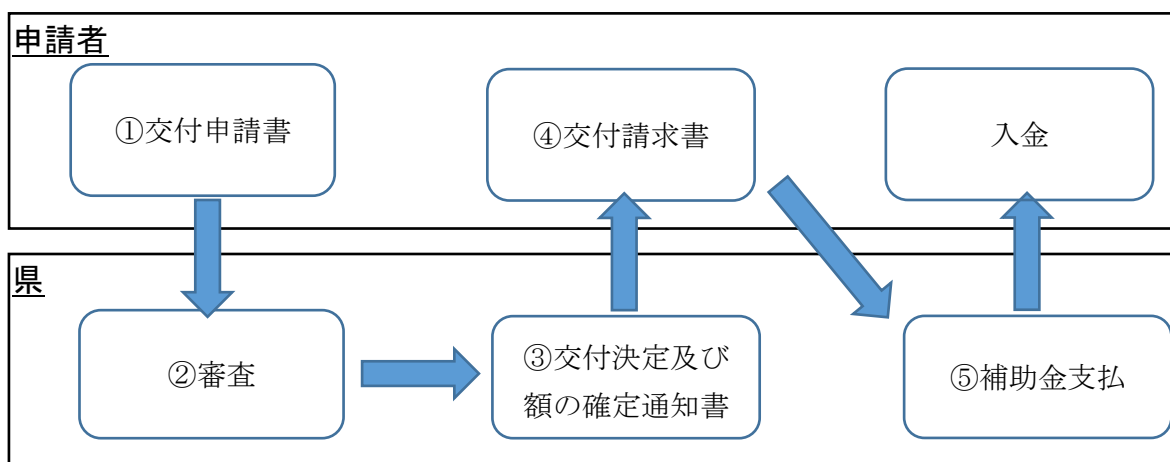 申請者
①交付申請書
④交付請求書
入金
県
②審査
③交付決定及び
額の確定通知書
⑤補助金支払